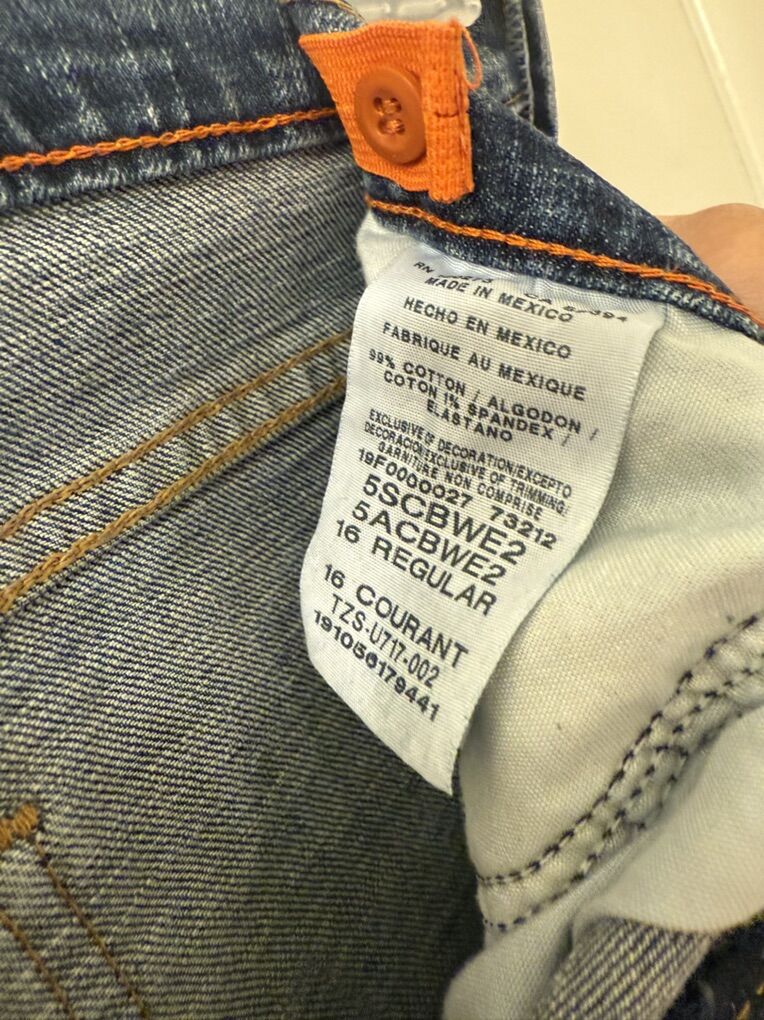 RN CA
MADE IN MEXICO
HECHO EN MEXICO
FABRIQUE AU MEXIQUE
99% COTTON / ALGODON /
COTON 1% SPANDEX /
ELASTANO
EXCLUSIVE OF DECORATION/EXCEPTO
DECORACION/EXCLUSIVE OF TRIMMING/
GARNITURE NON COMPRISE
19F0000027 73212
5SCBWE2
5ACBWE2
16 REGULAR
16 COURANT
TZS-U717-002
191056179441